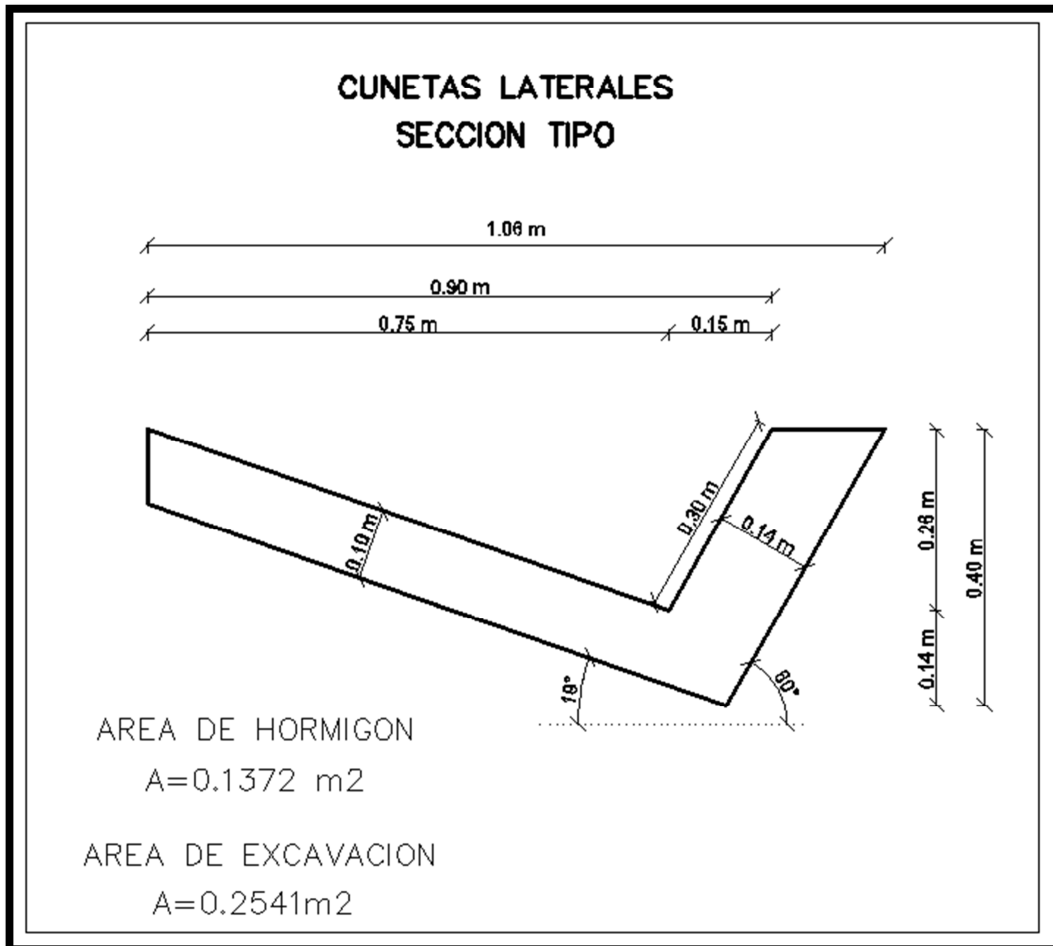 CUNETAS LATERALES
SECCION TIPO
1.06 m
0.90 m
0.75 m
0.15 m
0.30 m
0.14 m
0.10 m
0.26 m
0.40 m
0.14 m
19°
60°
AREA DE HORMIGON
A=0.1372 m2
AREA DE EXCAVACION
A=0.2541m2